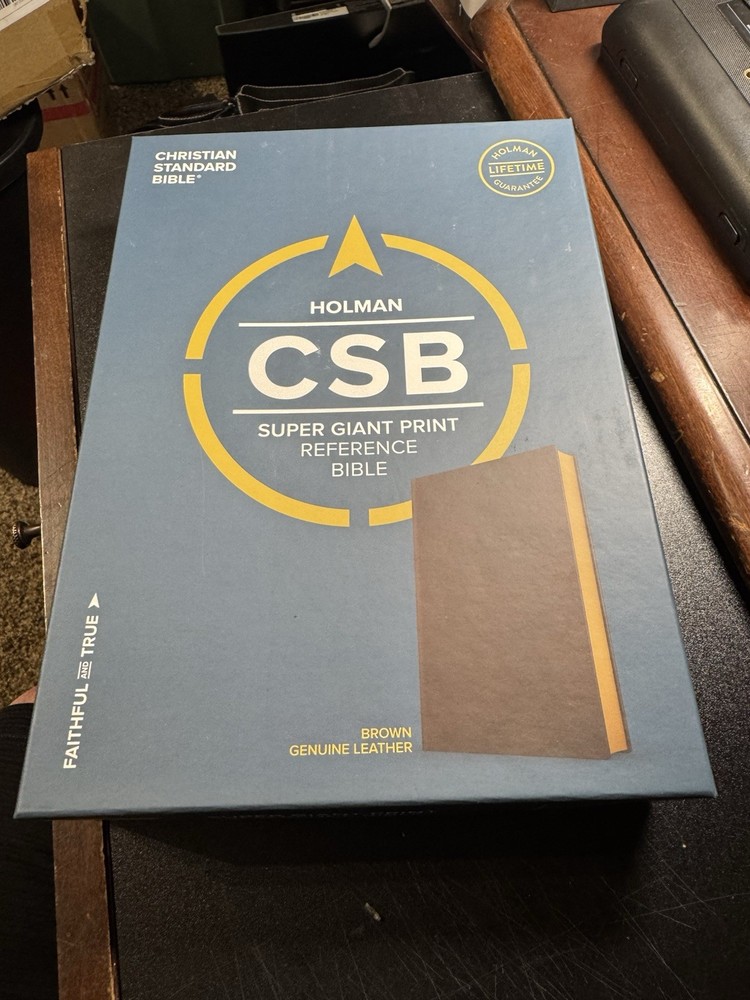 CHRISTIAN
STANDARD
BIBLE®
HOLMAN
LIFETIME
GUARANTEE
HOLMAN
CSB
SUPER GIANT PRINT
REFERENCE
BIBLE
FAITHFUL AND TRUE
BROWN
GENUINE LEATHER